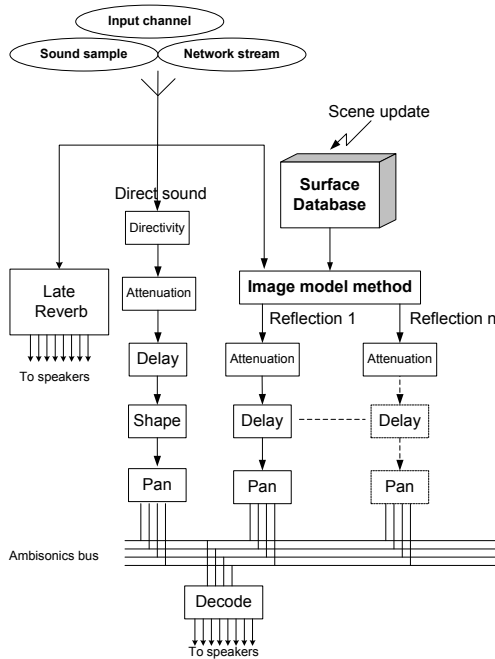 Input channel
Sound sample
Network stream
Scene update
Surface
Database
Direct sound
Directivity
Late
Reverb
Attenuation
Image model method
Reflection 1
Reflection n
To speakers
Delay
Attenuation
Attenuation
Shape
Delay
Delay
Pan
Pan
Pan
Ambisonics bus
Decode
To speakers